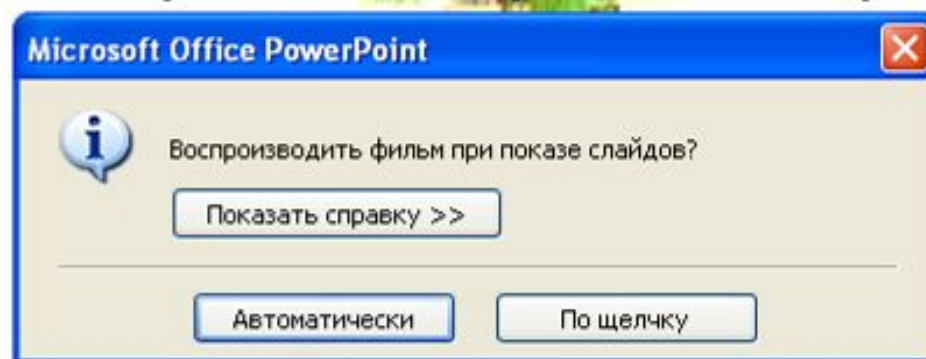 Microsoft Office PowerPoint
Воспроизводить фильм при показе слайдов?
Показать справку >>
Автоматически
По щелчку